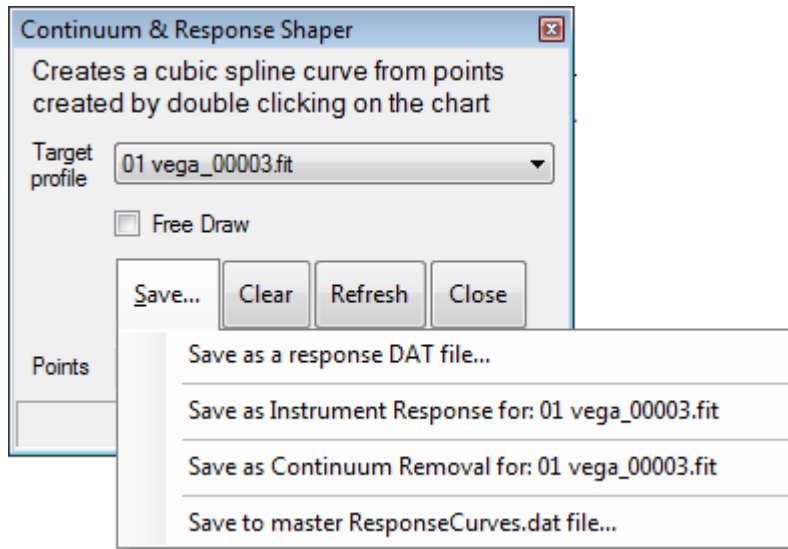 Continuum & Response Shaper
Creates a cubic spline curve from points
created by double clicking on the chart
Target
profile
01 vega_00003.fit
Free Draw
Save...
Clear
Refresh
Close
Points
Save as a response DAT file...
Save as Instrument Response for: 01 vega_00003.fit
Save as Continuum Removal for: 01 vega_00003.fit
Save to master ResponseCurves.dat file...